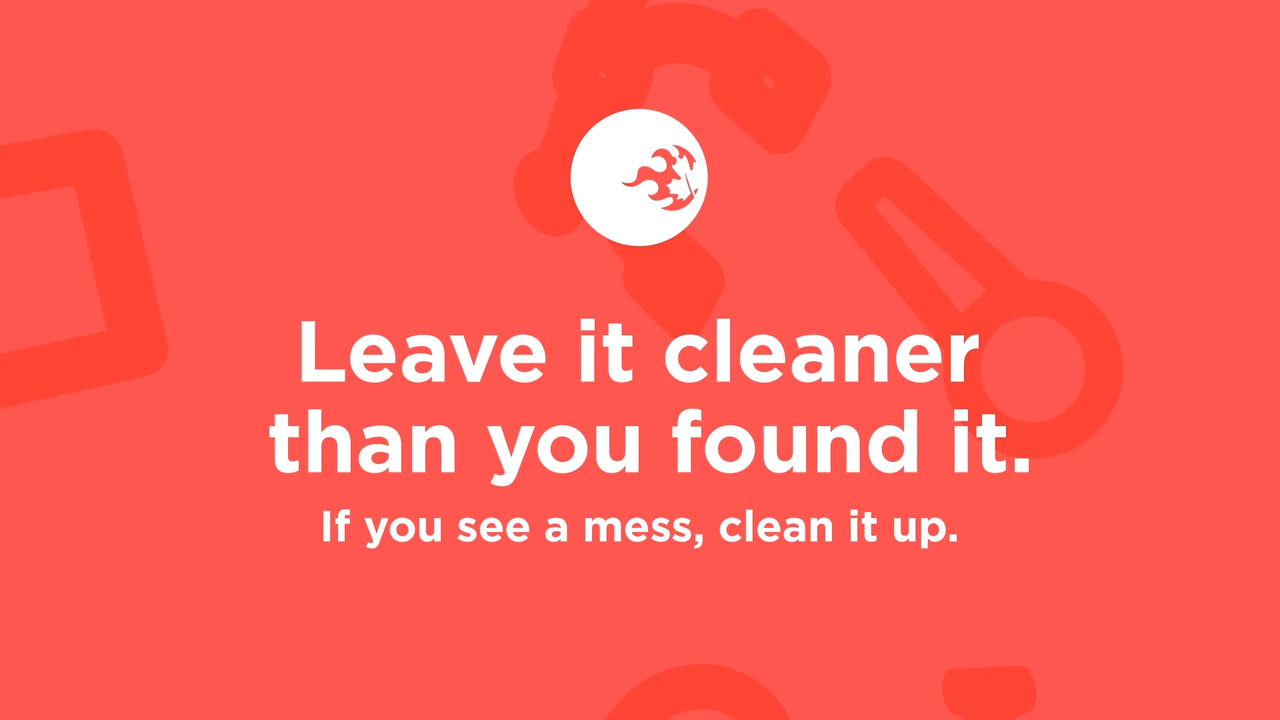 Leave it cleaner
than you found it.
If you see a mess, clean it up.